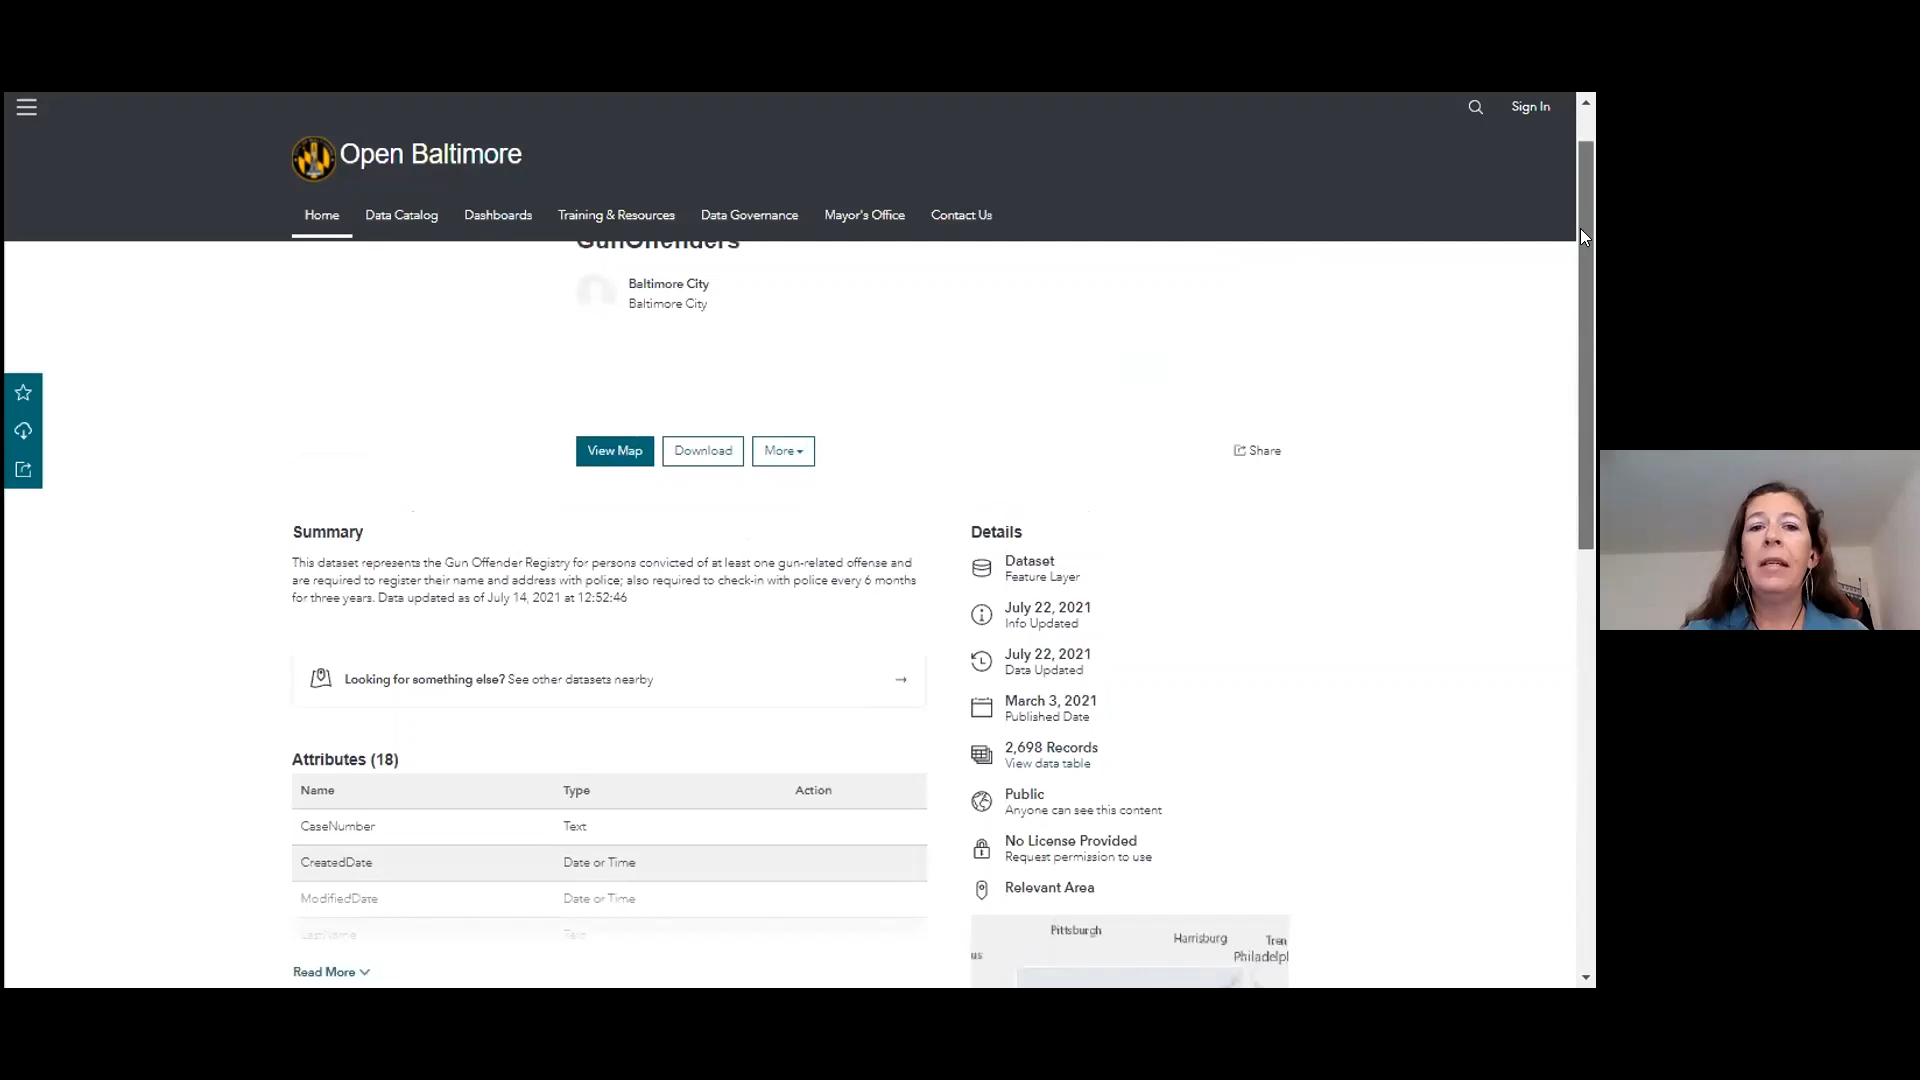 Sign In
Open Baltimore
Home Data Catalog Dashboards Training & Resources Data Governance Mayor's Office Contact Us
GunOffenders
Baltimore City
Baltimore City
View Map Download More Share
Summary
This dataset represents the Gun Offender Registry for persons convicted of at least one gun-related offense and
are required to register their name and address with police; also required to check-in with police every 6 months
for three years. Data updated as of July 14, 2021 at 12:52:46
Looking for something else? See other datasets nearby
Attributes (18)
Name Type Action
CaseNumber Text
CreatedDate Date or Time
ModifiedDate Date or Time
LastName Text
Read More
Details
Dataset
Feature Layer
July 22, 2021
Info Updated
July 22, 2021
Data Updated
March 3, 2021
Published Date
2,698 Records
View data table
Public
Anyone can see this content
No License Provided
Request permission to use
Relevant Area
Pittsburgh
Harrisburg
Tren
us
Philadelpl